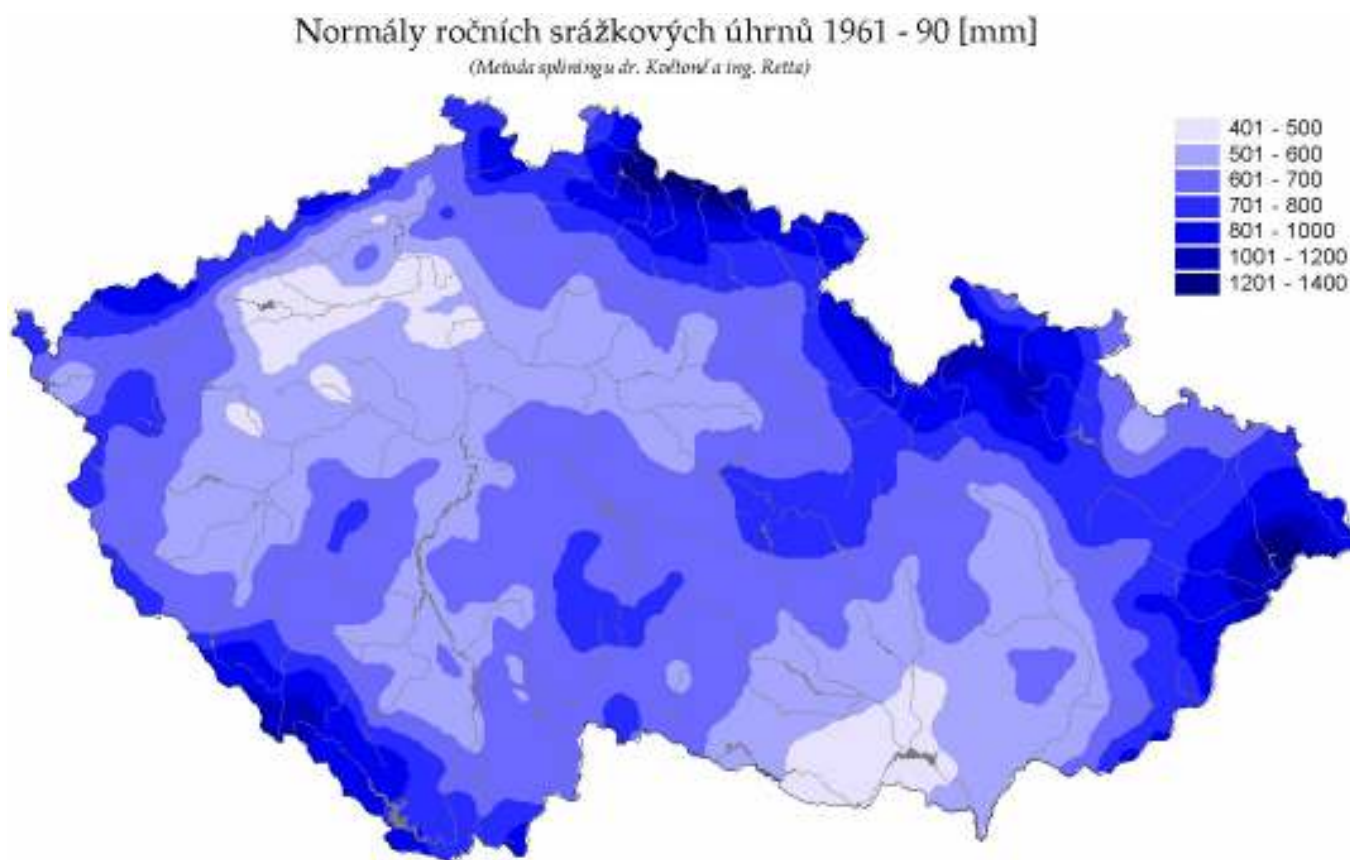 Normály ročních srážkových úhrnů 1961 - 90 [mm]
(Metoda spliningu dr. Květoně a ing. Retta)
401 - 500
501 - 600
601 - 700
701 - 800
801 - 1000
1001 - 1200
1201 - 1400